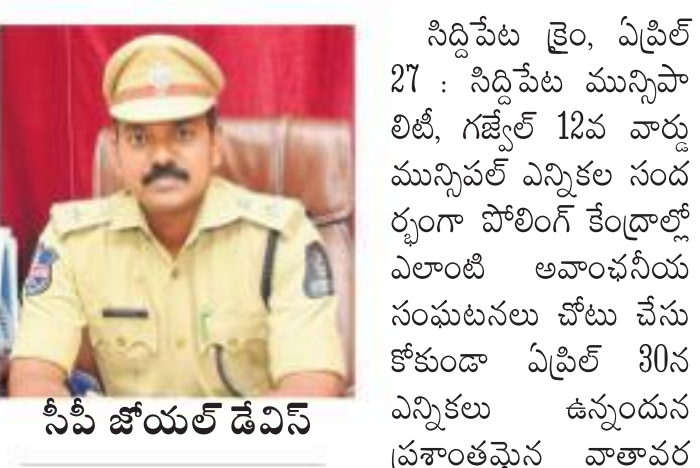 సీపీ జోయల్ డేవిస్
సిద్దిపేట క్రైం, ఏప్రిల్
27 : సిద్దిపేట మున్సిపా
లిటీ, గజ్వేల్ 12వ వార్డు
మున్సిపల్ ఎన్నికల సంద
ర్భంగా పోలింగ్ కేంద్రాల్లో
ఎలాంటి అవాంఛనీయ
సంఘటనలు చోటు చేసు
కోకుండా ఏప్రిల్ 30న
ఎన్నికలు ఉన్నందున
ప్రశాంతమైన వాతావర